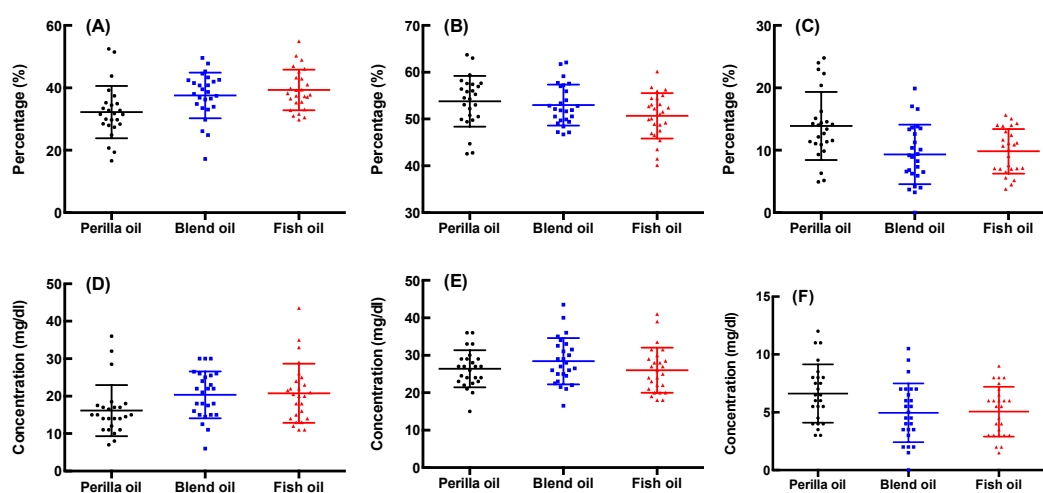 (A)
Percentage (%)
60
40
20
0
Perilla oil Blend oil Fish oil
(B)
Percentage (%)
70
60
50
40
30
Perilla oil Blend oil Fish oil
(C)
Percentage (%)
30
20
10
0
Perilla oil Blend oil Fish oil
(D)
Concentration (mg/dl)
50
40
30
20
10
0
Perilla oil Blend oil Fish oil
(E)
Concentration (mg/dl)
50
40
30
20
10
0
Perilla oil Blend oil Fish oil
(F)
Concentration (mg/dl)
15
10
5
0
Perilla oil Blend oil Fish oil